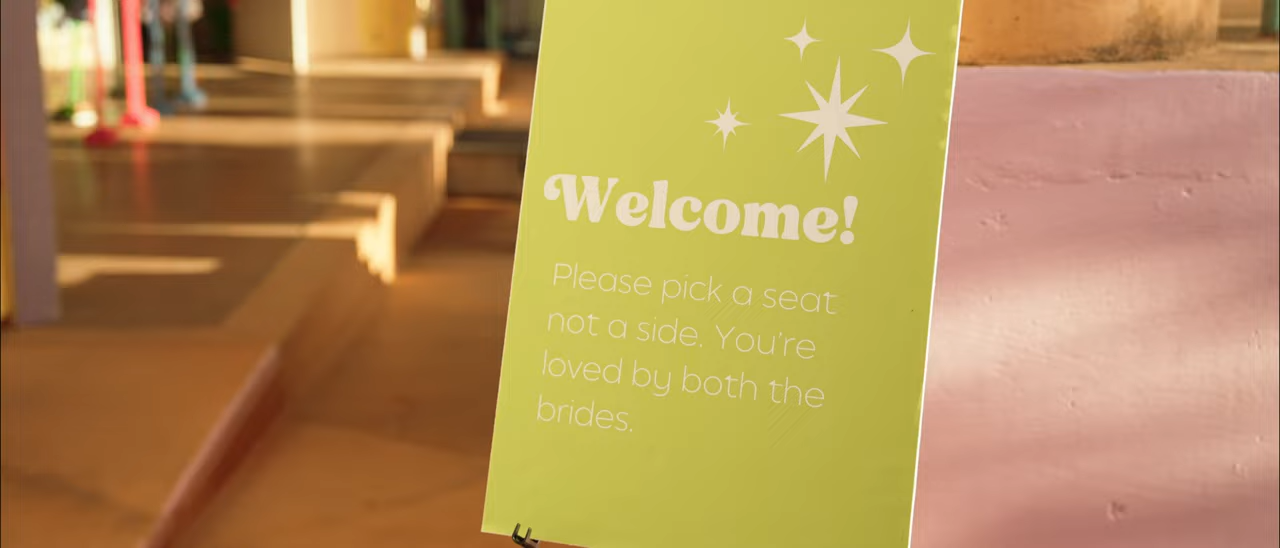 Welcome!
Please pick a seat
not a side. You're
loved by both the
brides.